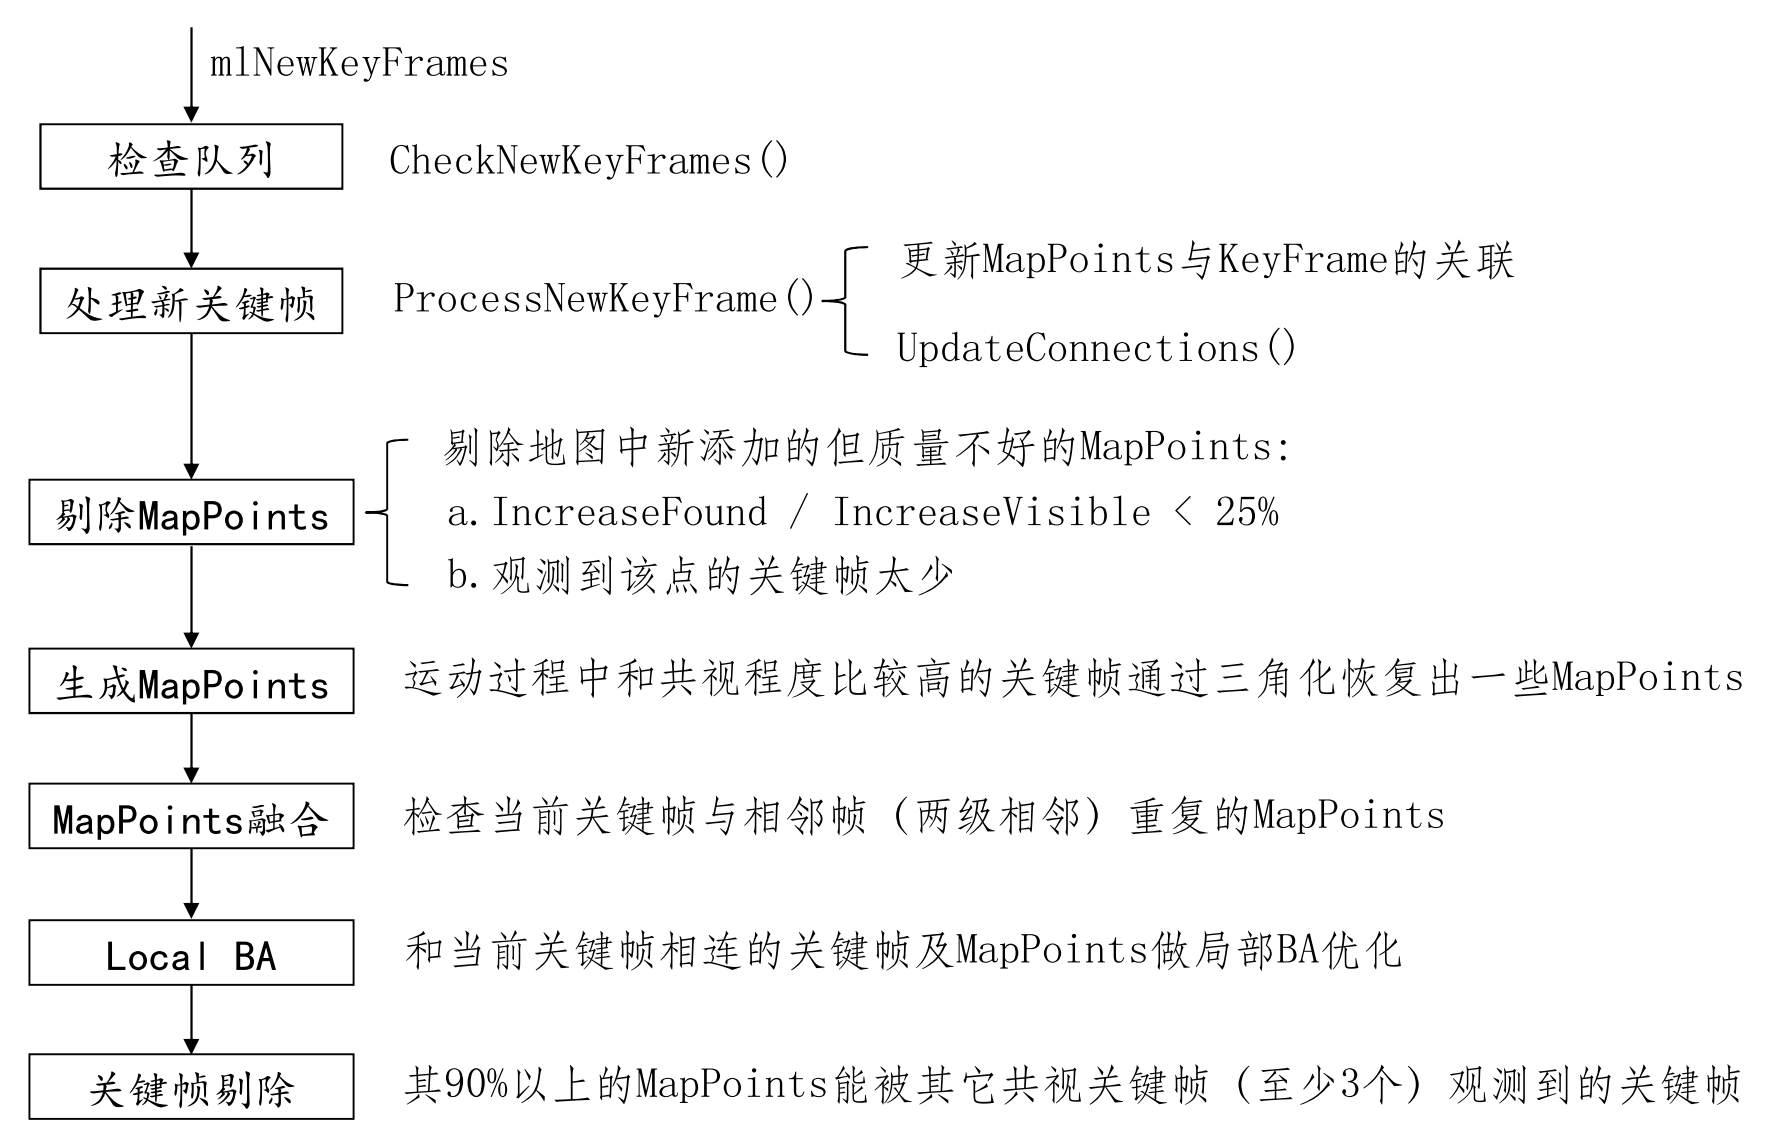 mlNewKeyFrames
检查队列 CheckNewKeyFrames()
处理新关键帧 ProcessNewKeyFrame()
更新MapPoints与KeyFrame的关联
UpdateConnections()
剔除MapPoints
剔除地图中新添加的但质量不好的MapPoints:
a.IncreaseFound / IncreaseVisible < 25%
b.观测到该点的关键帧太少
生成MapPoints 运动过程中和共视程度比较高的关键帧通过三角化恢复出一些MapPoints
MapPoints融合 检查当前关键帧与相邻帧（两级相邻）重复的MapPoints
Local BA 和当前关键帧相连的关键帧及MapPoints做局部BA优化
关键帧剔除 其90%以上的MapPoints能被其它共视关键帧（至少3个）观测到的关键帧